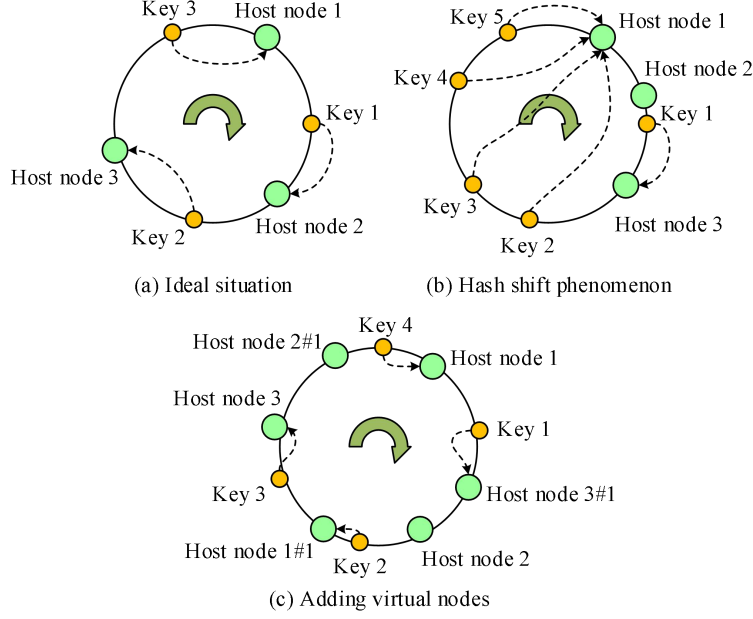 Key 3
Host node 1
Key 1
Host node 3
Key 2
Host node 2
(a) Ideal situation
Key 5
Host node 1
Key 4
Host node 2
Key 1
Key 3
Host node 3
Key 2
(b) Hash shift phenomenon
Key 4
Host node 2#1
Host node 1
Host node 3
Key 1
Key 3
Host node 3#1
Host node 1#1
Host node 2
Key 2
(c) Adding virtual nodes